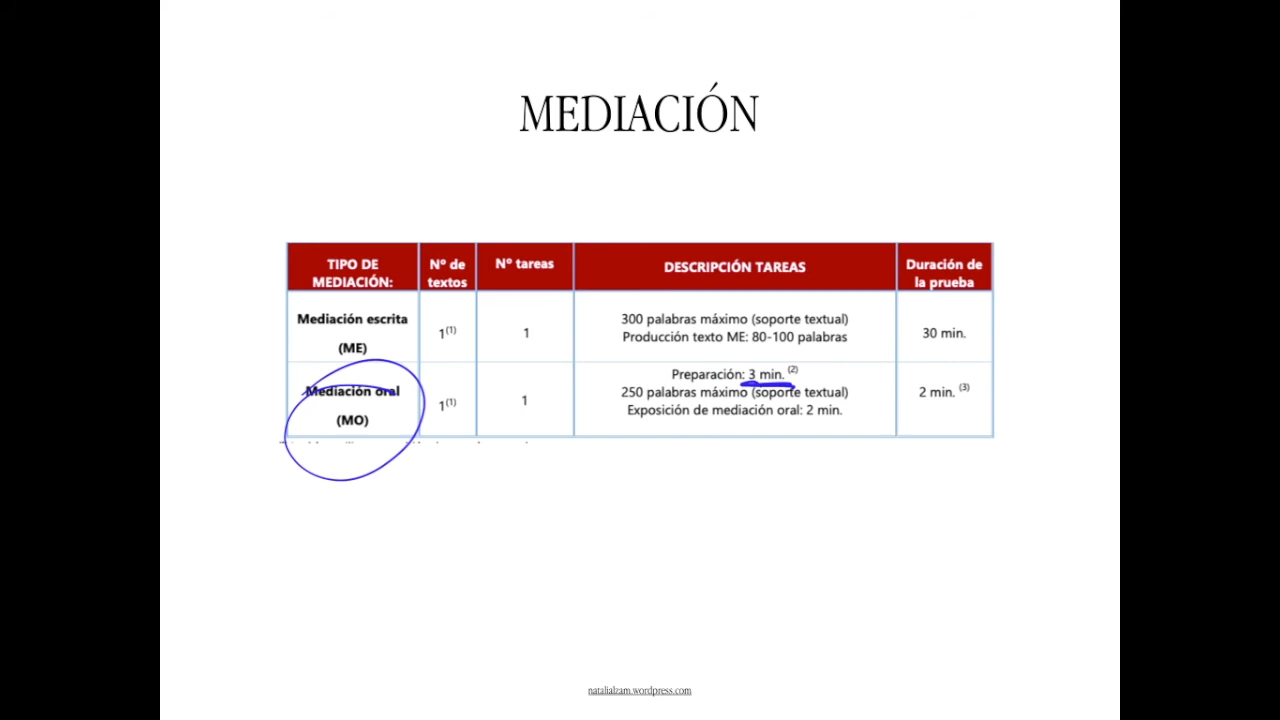 MEDIACIÓN
TIPO DE MEDIACIÓN:
Nº de textos
Nº tareas
DESCRIPCIÓN TAREAS
Duración de la prueba
Mediación escrita
(ME)
1(1)
1
300 palabras máximo (soporte textual)
Producción texto ME: 80-100 palabras
30 min.
Mediación oral
(MO)
1(1)
1
Preparación: 3 min. (2)
250 palabras máximo (soporte textual)
Exposición de mediación oral: 2 min.
2 min. (3)
natalialzam.wordpress.com